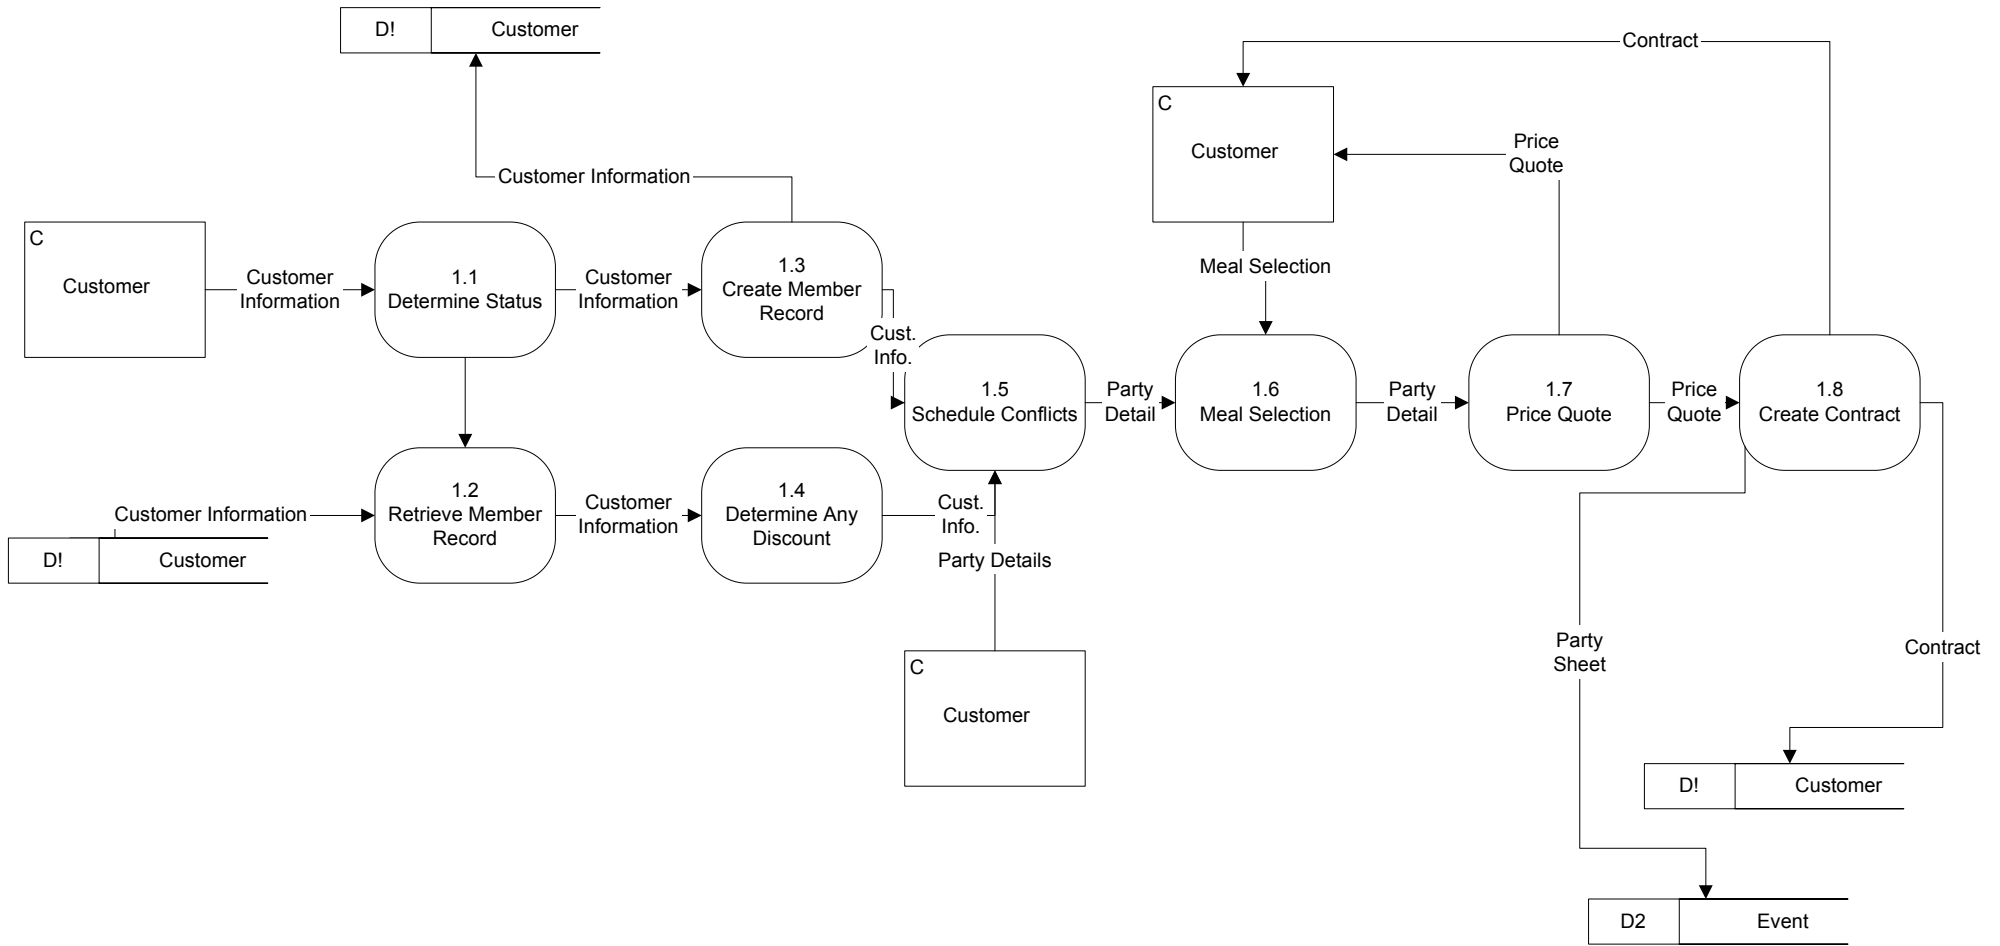 D!
Customer
Contract
C
Customer
Price
Quote
Customer Information
C
Customer
Customer
Information
1.1
Determine Status
Customer
Information
1.3
Create Member
Record
Meal Selection
Cust.
Info.
1.5
Schedule Conflicts
Party
Detail
1.6
Meal Selection
Party
Detail
1.7
Price Quote
Price
Quote
1.8
Create Contract
Customer Information
D!
Customer
1.2
Retrieve Member
Record
Customer
Information
1.4
Determine Any
Discount
Cust.
Info.
Party Details
C
Customer
Party
Sheet
Contract
D!
Customer
D2
Event